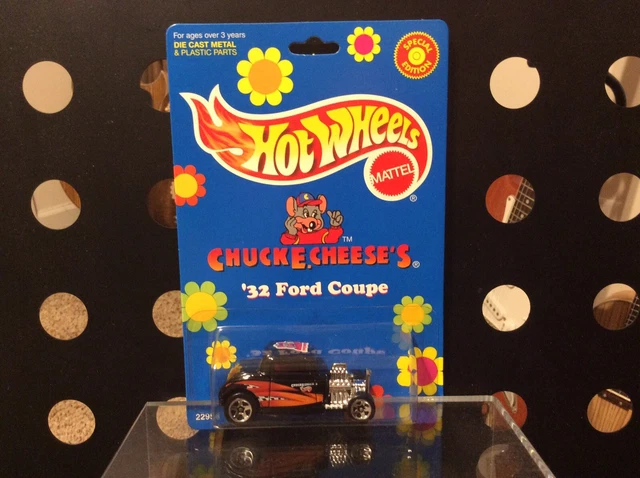 For ages over 3 years
DIE CAST METAL
& PLASTIC PARTS
SPECIAL
EDITION
HOT WHEELS
MATTEL
®
TM
CHUCK E. CHEESE'S ®
'32 Ford Coupe